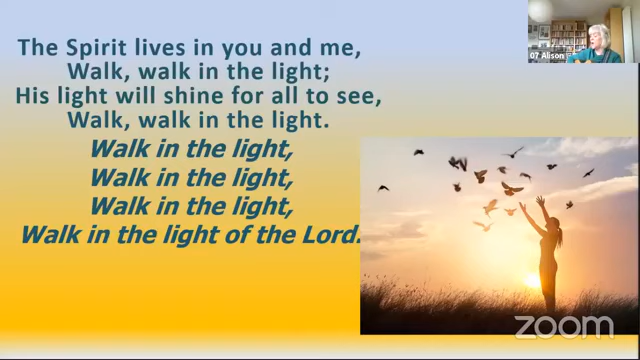 The Spirit lives in you and me,
Walk, walk in the light;
His light will shine for all to see,
Walk, walk in the light.
Walk in the light,
Walk in the light,
Walk in the light,
Walk in the light of the Lord.
07 Alison
zoom